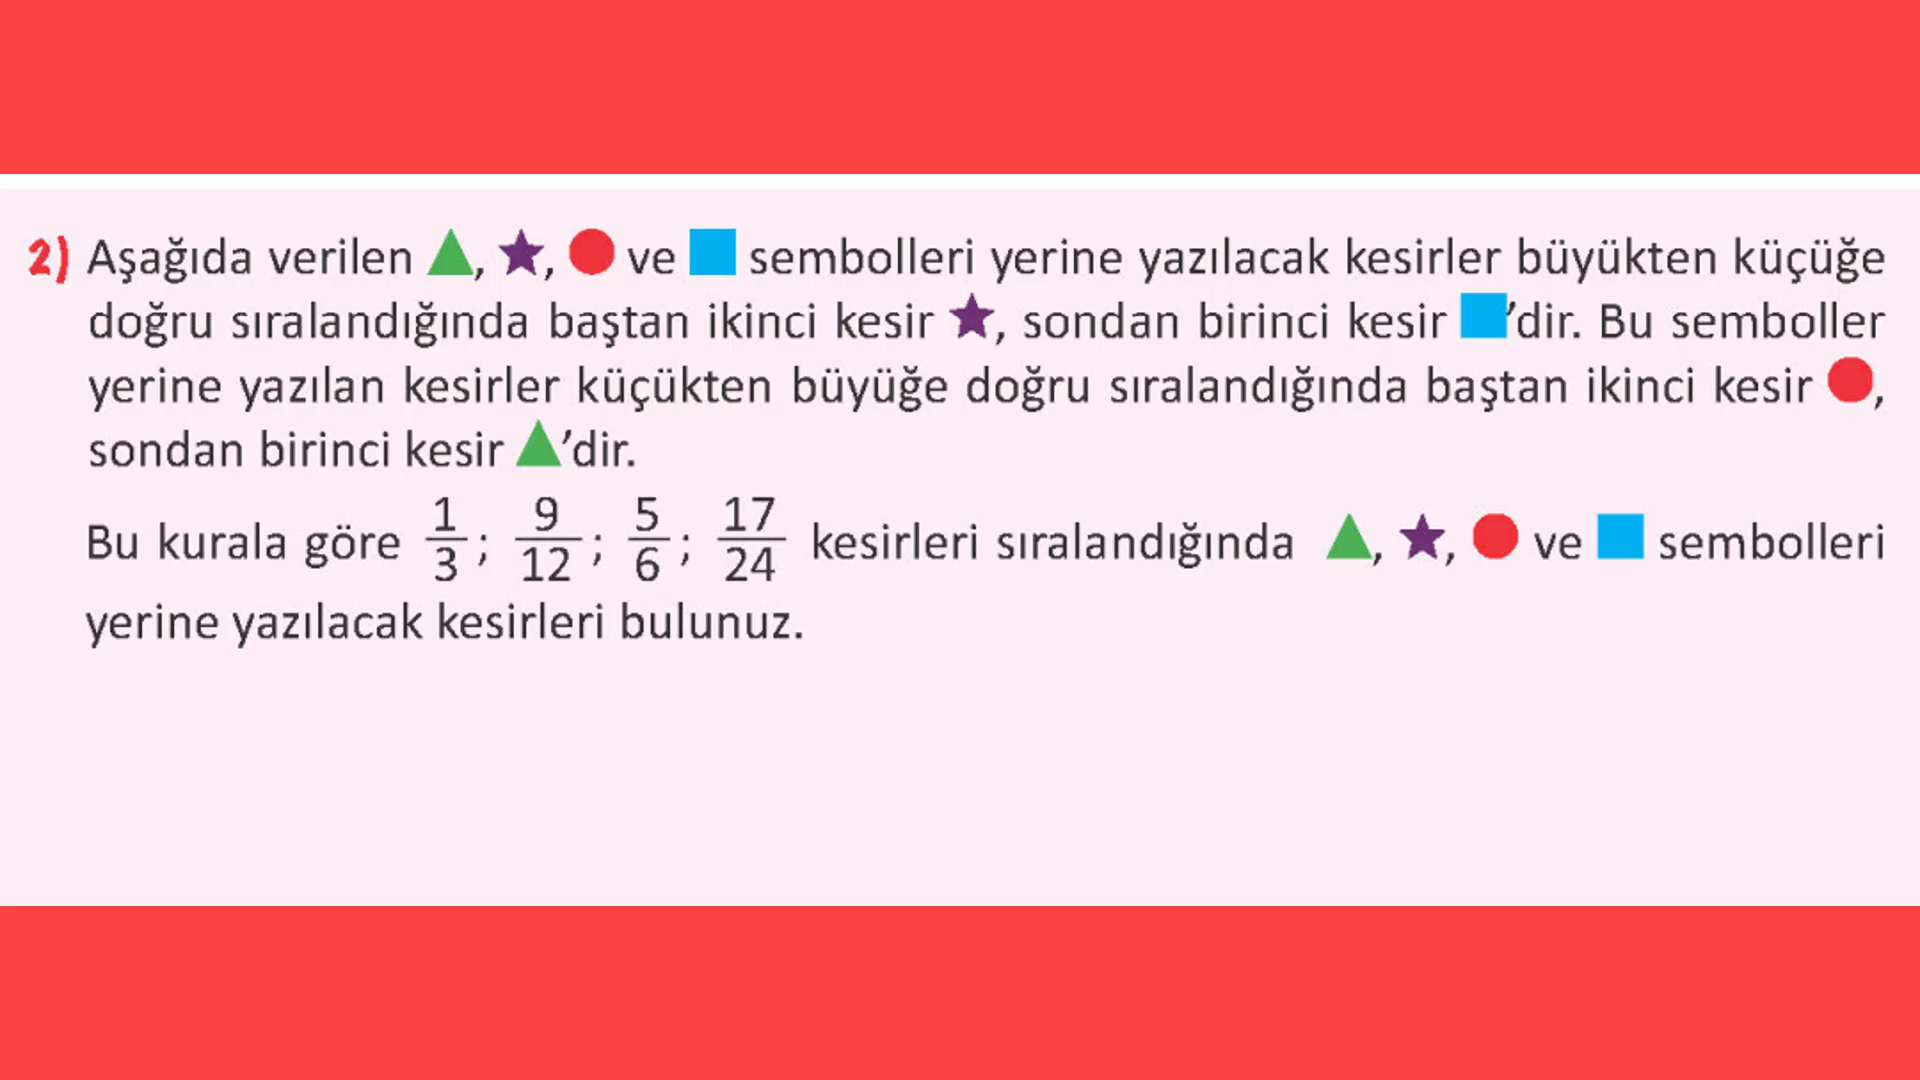 2) Aşağıda verilen ▲, ★, ● ve ■ sembolleri yerine yazılacak kesirler büyükten küçüğe
doğru sıralandığında baştan ikinci kesir ★, sondan birinci kesir ■'dir. Bu semboller
yerine yazılan kesirler küçükten büyüğe doğru sıralandığında baştan ikinci kesir ●,
sondan birinci kesir ▲'dir.
Bu kurala göre 1/3; 9/12; 5/6; 17/24 kesirleri sıralandığında ▲, ★, ● ve ■ sembolleri
yerine yazılacak kesirleri bulunuz.